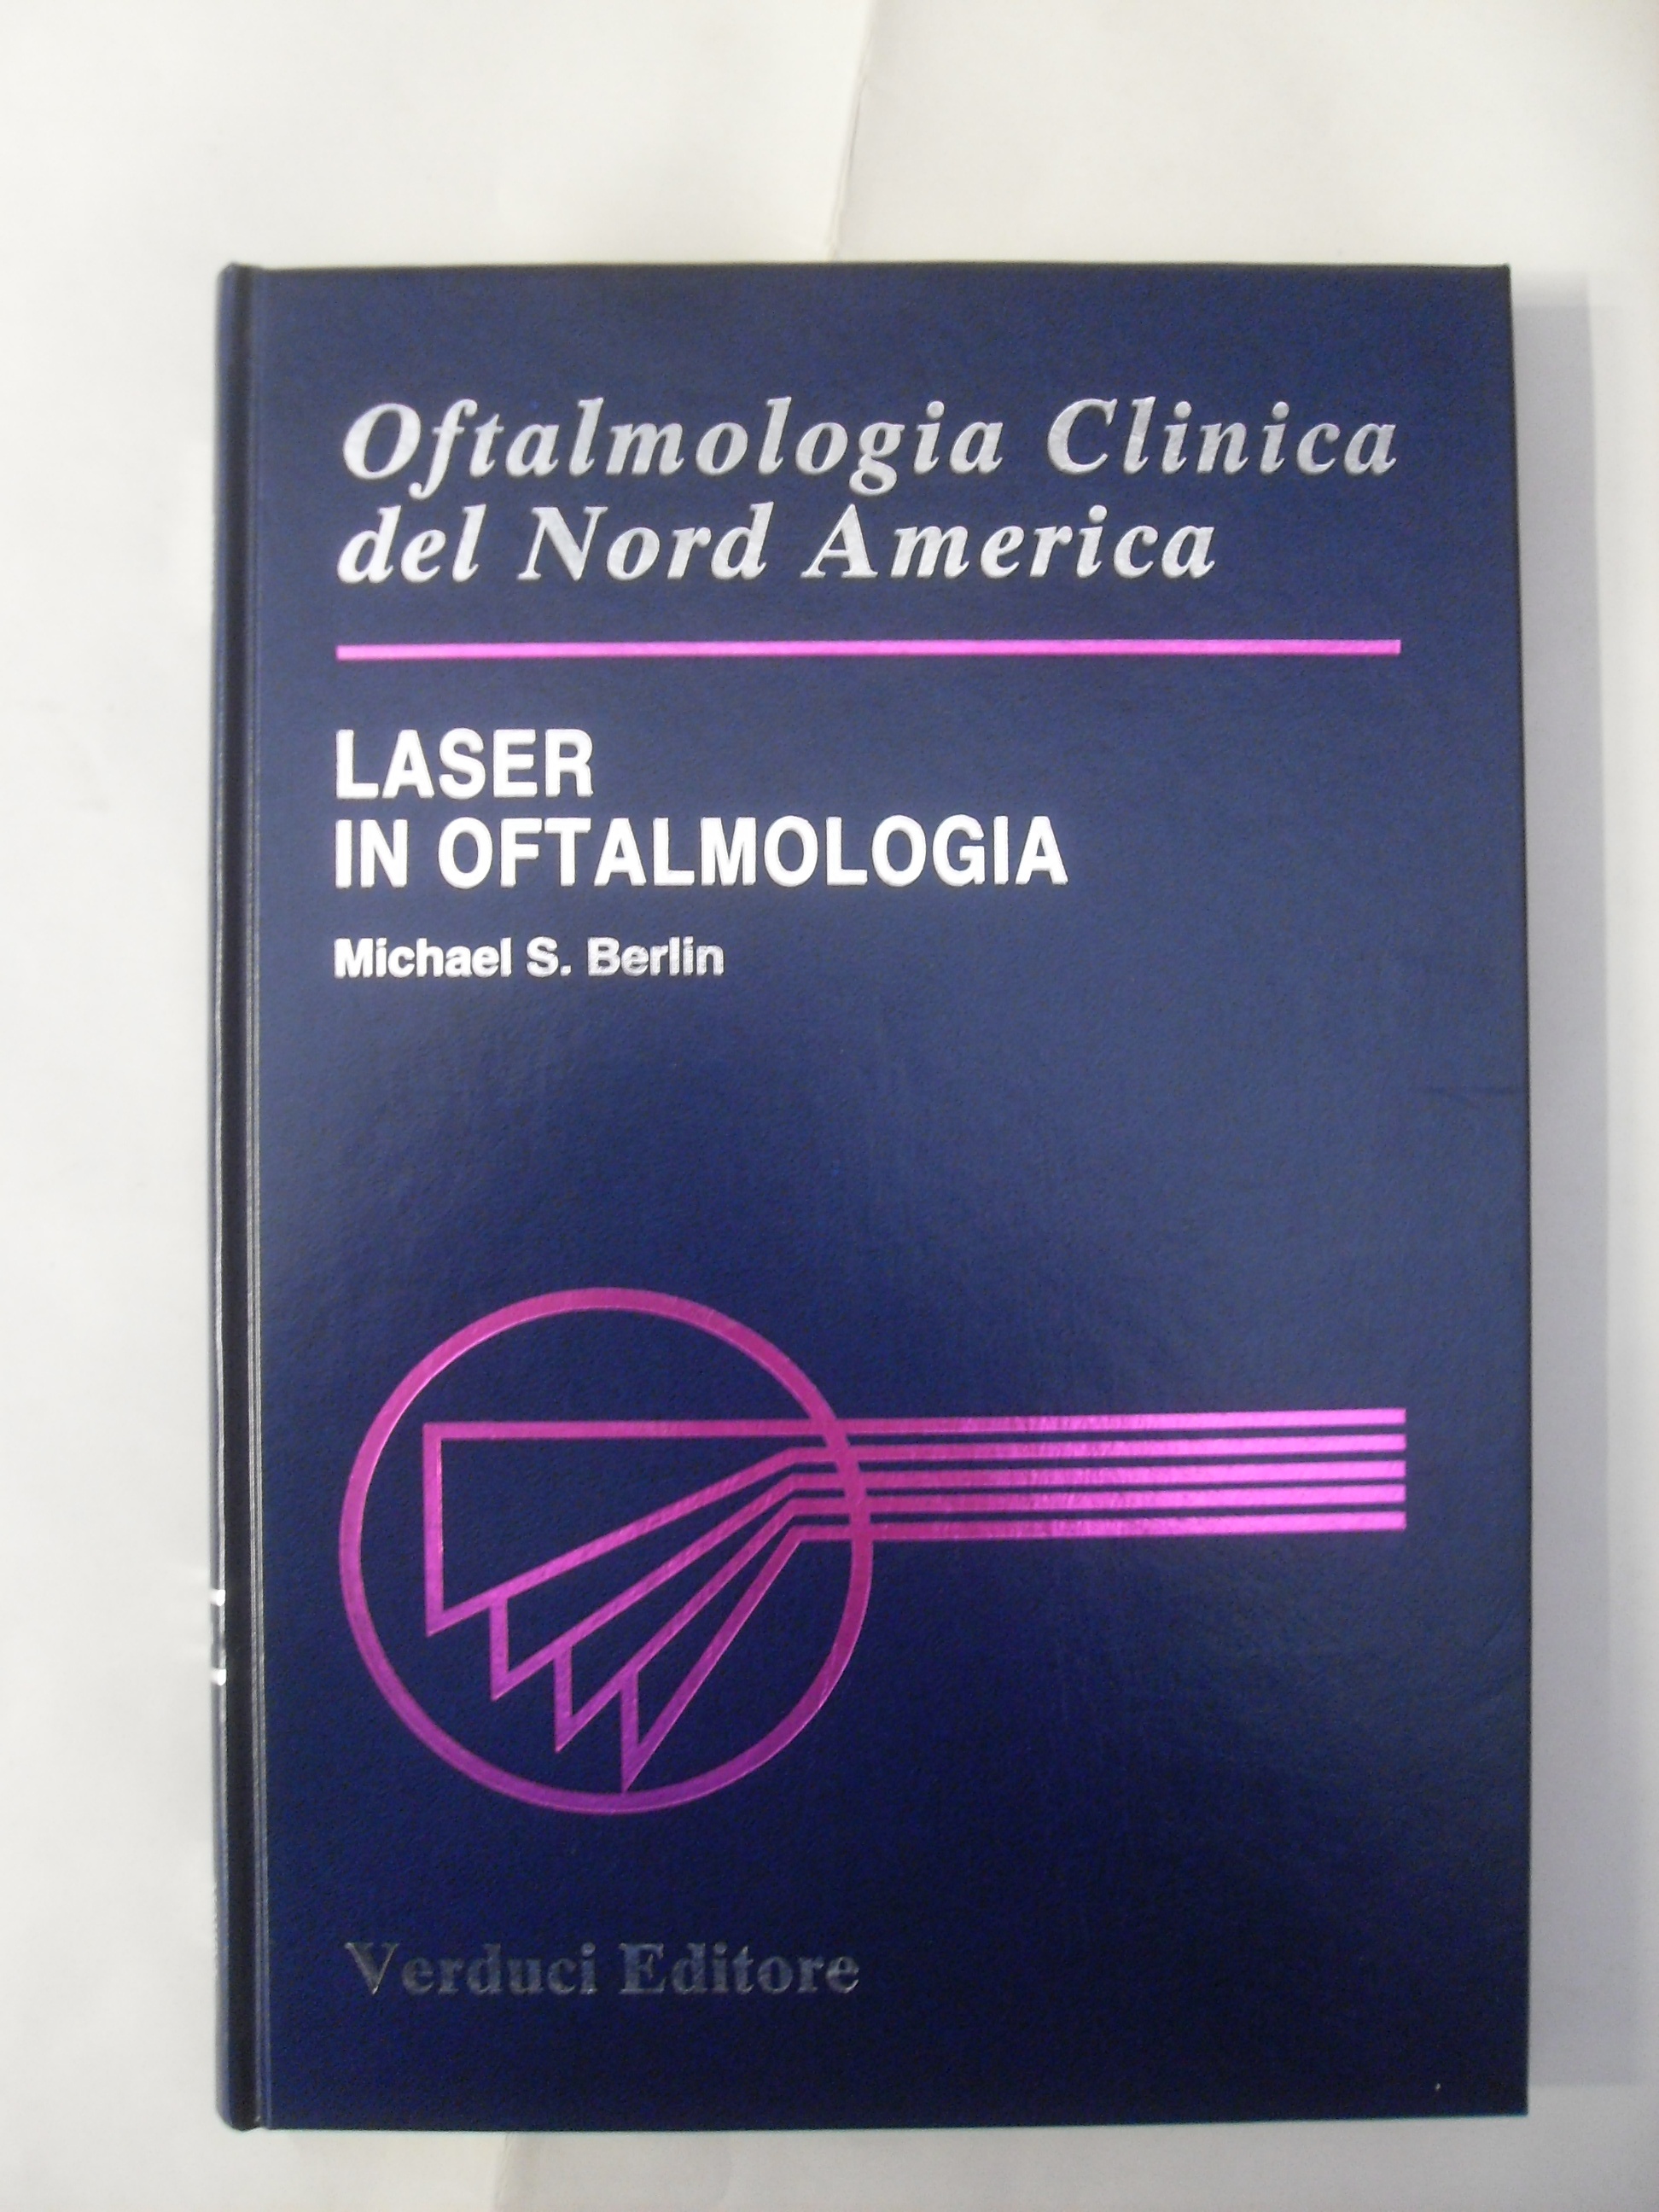 Oftalmologia Clinica
del Nord America
LASER
IN OFTALMOLOGIA
Michael S. Berlin
Verduci Editore